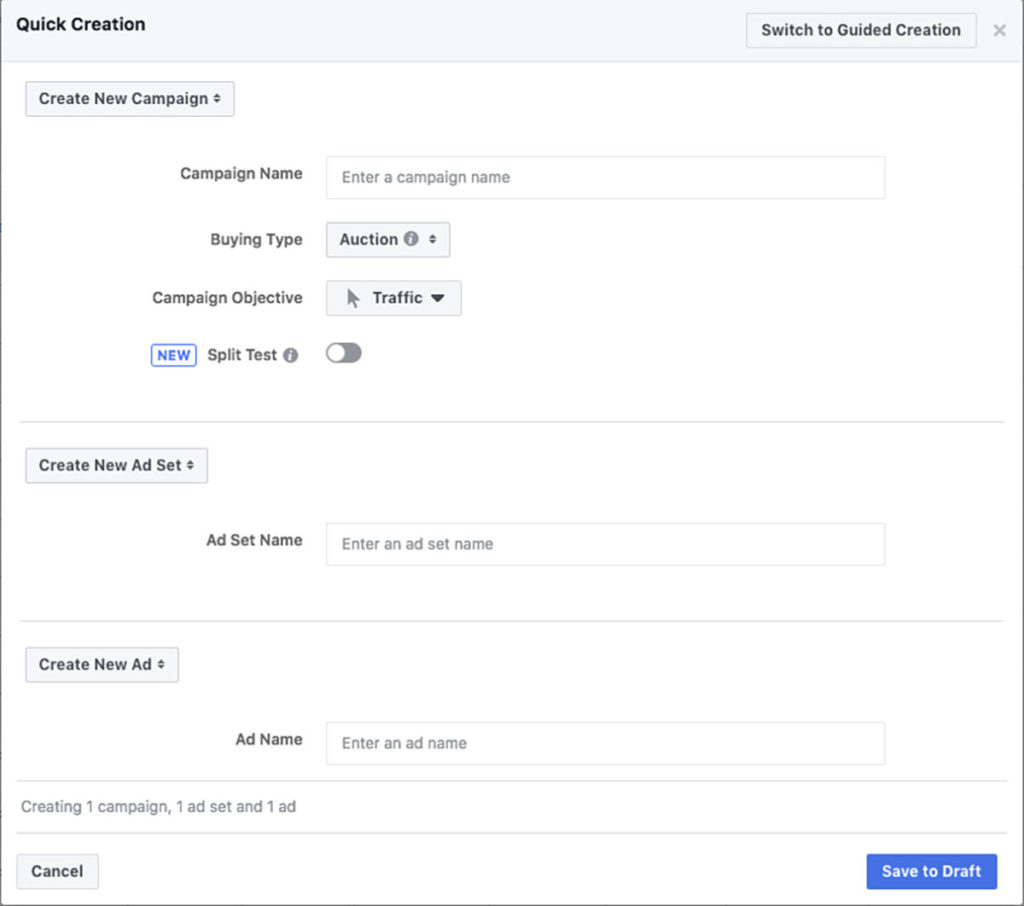 Quick Creation
Switch to Guided Creation
Create New Campaign
Campaign Name
Enter a campaign name
Buying Type
Auction
Campaign Objective
Traffic
NEW Split Test
Create New Ad Set
Ad Set Name
Enter an ad set name
Create New Ad
Ad Name
Enter an ad name
Creating 1 campaign, 1 ad set and 1 ad
Cancel
Save to Draft